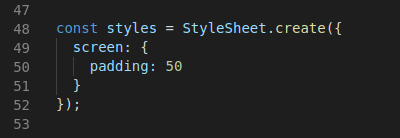 47
48 const styles = StyleSheet.create({
49 screen: {
50 padding: 50
51 }
52 });
53